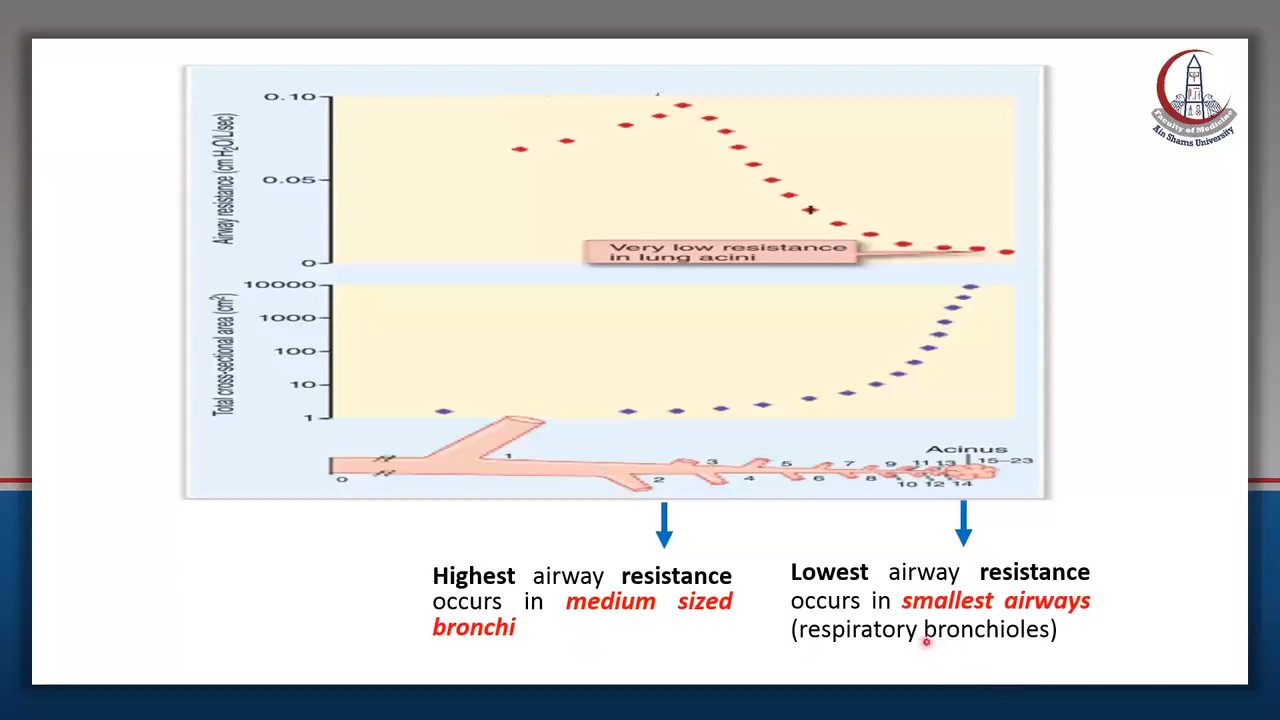 Faculty of Medicine
Ain Shams University
Airway resistance (cm H₂O/L/sec)
0.10
0.05
0
Very low resistance
in lung acini
Total cross-sectional area (cm²)
10000
1000
100
10
1
Acinus
0
1
2
3
4
5
6
7
8
9
10
11
12
13
14
15–23
Highest airway resistance
occurs in medium sized
bronchi
Lowest airway resistance
occurs in smallest airways
(respiratory bronchioles)